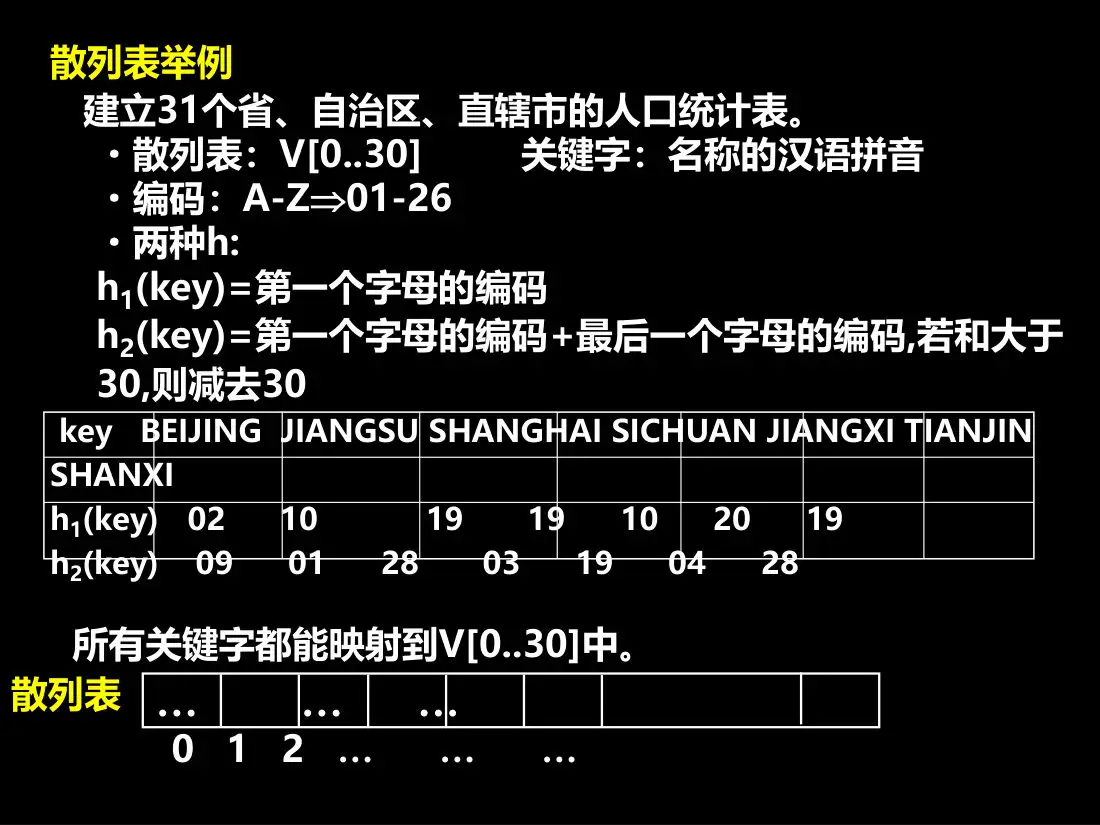 散列表举例
建立31个省、自治区、直辖市的人口统计表。
·散列表：V[0..30] 关键字：名称的汉语拼音
·编码：A-Z⇒01-26
·两种h:
h₁(key)=第一个字母的编码
h₂(key)=第一个字母的编码+最后一个字母的编码,若和大于
30,则减去30
key BEIJING JIANGSU SHANGHAI SICHUAN JIANGXI TIANJIN
SHANXI
h₁(key) 02 10 19 19 10 20 19
h₂(key) 09 01 28 03 19 04 28
所有关键字都能映射到V[0..30]中。
散列表 … … …
0 1 2 … … …